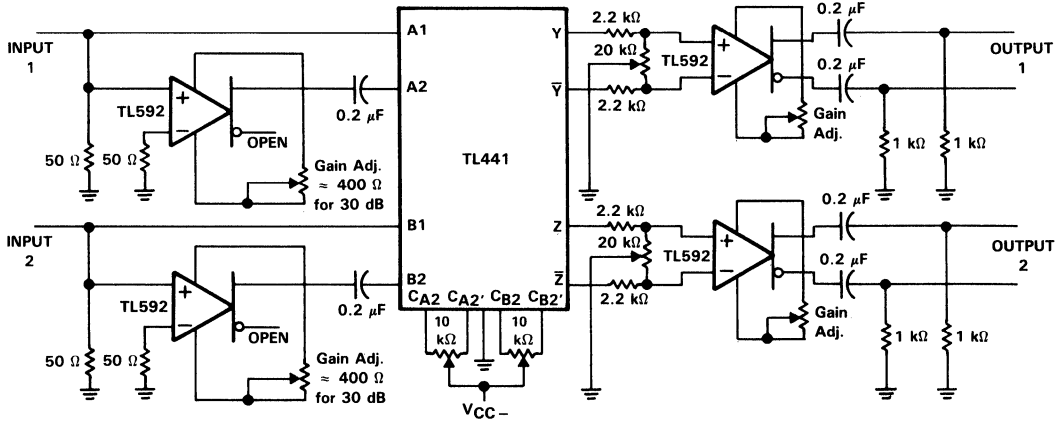 INPUT
1
TL592
50 Ω
50 Ω
OPEN
Gain Adj.
≈ 400 Ω
for 30 dB
0.2 µF
A1
A2
TL441
Y
Y̅
2.2 kΩ
20 kΩ
2.2 kΩ
TL592
0.2 µF
0.2 µF
Gain
Adj.
1 kΩ
1 kΩ
OUTPUT
1
INPUT
2
TL592
50 Ω
50 Ω
OPEN
Gain Adj.
≈ 400 Ω
for 30 dB
0.2 µF
B1
B2
CA2 CA2' CB2 CB2'
10
kΩ
10
kΩ
VCC−
Z
Z̅
2.2 kΩ
20 kΩ
2.2 kΩ
TL592
0.2 µF
0.2 µF
Gain
Adj.
1 kΩ
1 kΩ
OUTPUT
2